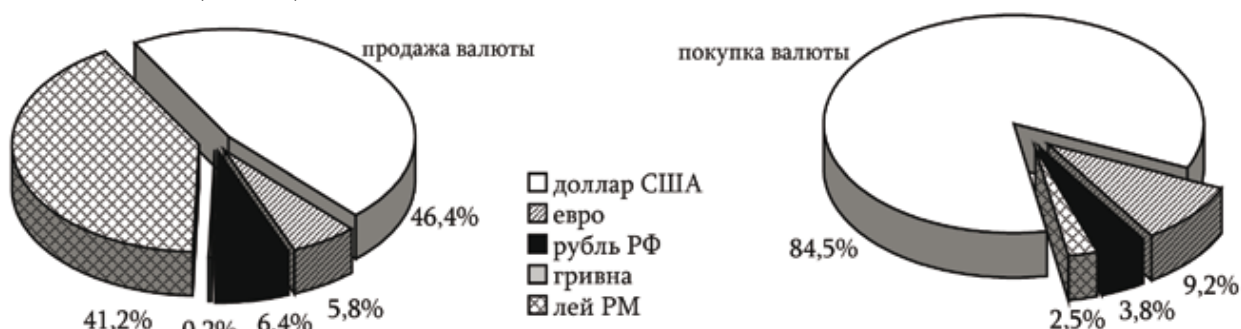 продажа валюты
46,4%
5,8%
6,4%
0,2%
41,2%
доллар США
евро
рубль РФ
гривна
лей РМ
покупка валюты
84,5%
2,5%
3,8%
9,2%